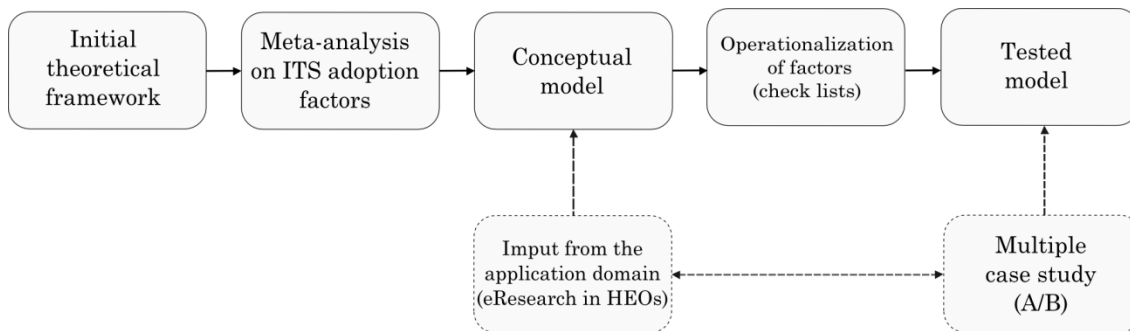 Initial
theoretical
framework
Meta-analysis
on ITS adoption
factors
Conceptual
model
Operationalization
of factors
(check lists)
Tested
model
Imput from the
application domain
(eResearch in HEOs)
Multiple
case study
(A/B)